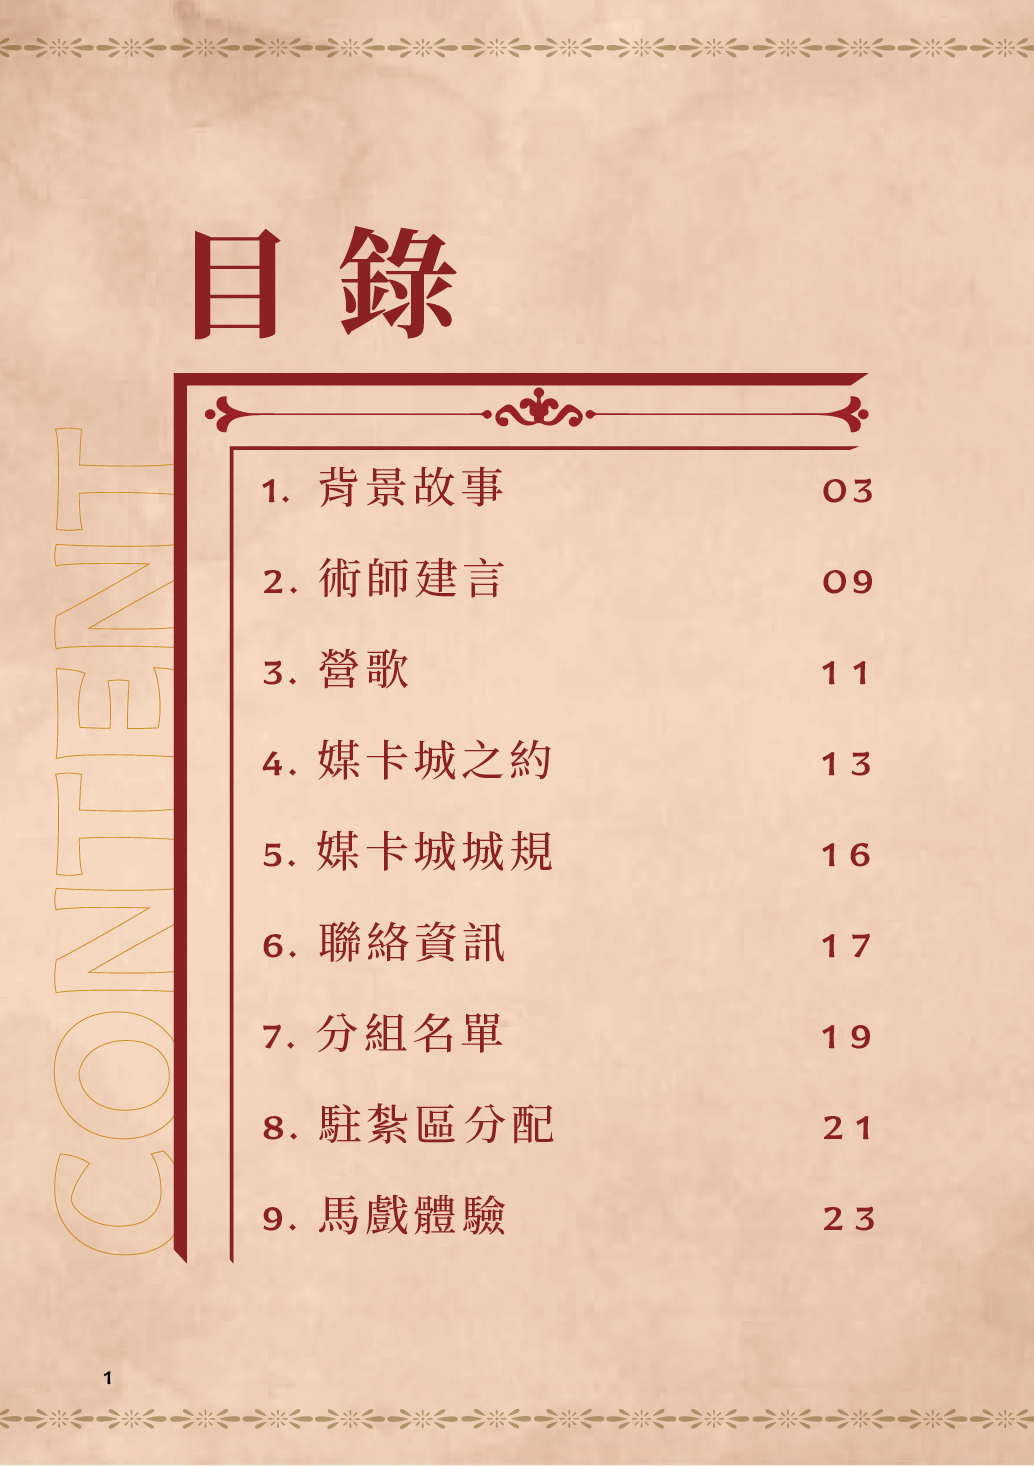 目錄
CONTENT
1. 背景故事 03
2. 術師建言 09
3. 營歌 11
4. 媒卡城之約 13
5. 媒卡城城規 16
6. 聯絡資訊 17
7. 分組名單 19
8. 駐紮區分配 21
9. 馬戲體驗 23
1